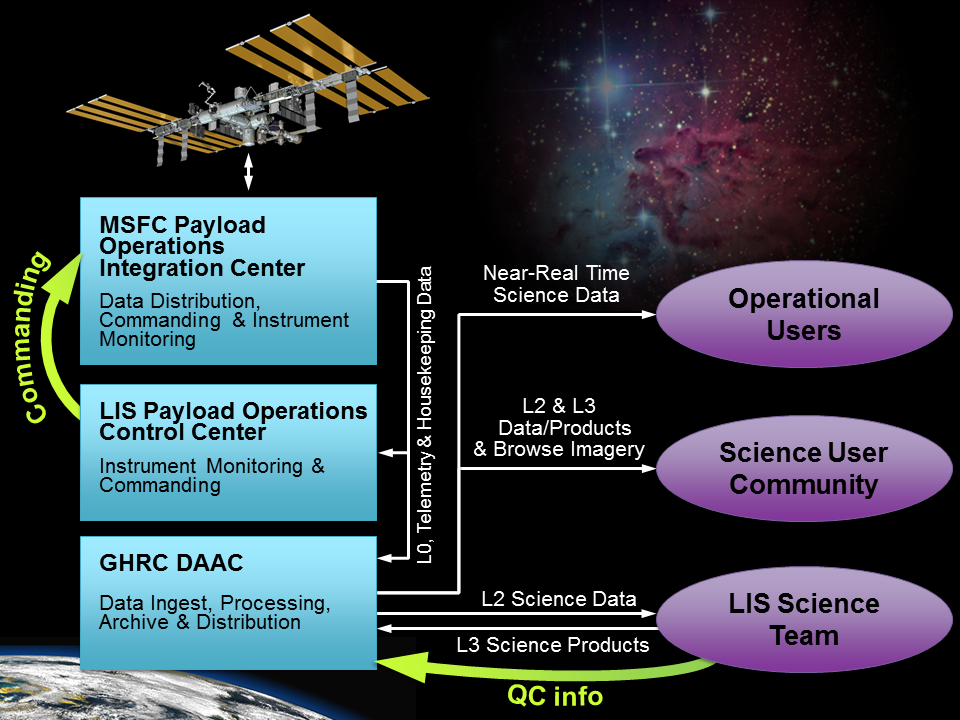 MSFC Payload
Operations
Integration Center
Data Distribution,
Commanding & Instrument
Monitoring
Commanding
LIS Payload Operations
Control Center
Instrument Monitoring &
Commanding
GHRC DAAC
Data Ingest, Processing,
Archive & Distribution
L0, Telemetry & Housekeeping Data
Near-Real Time
Science Data
Operational
Users
L2 & L3
Data/Products
& Browse Imagery
Science User
Community
L2 Science Data
L3 Science Products
LIS Science
Team
QC info